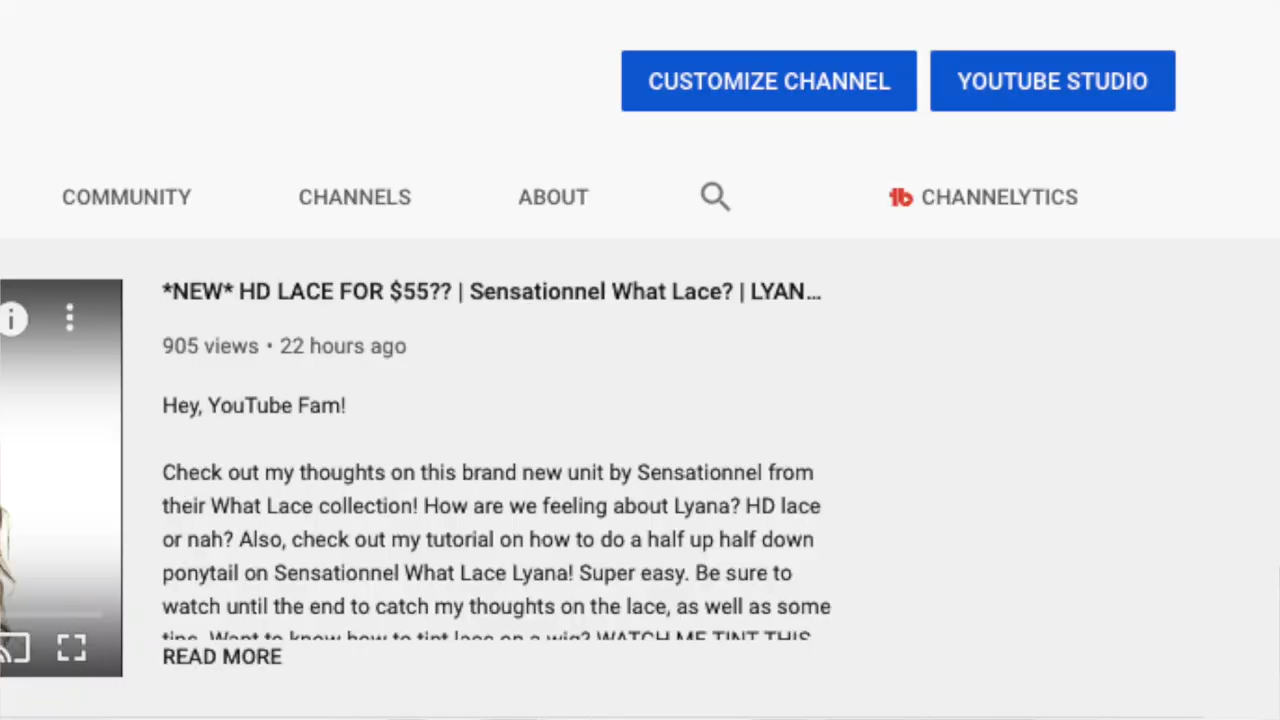 CUSTOMIZE CHANNEL
YOUTUBE STUDIO
COMMUNITY
CHANNELS
ABOUT
CHANNELYTICS
*NEW* HD LACE FOR $55?? | Sensationnel What Lace? | LYAN...
905 views • 22 hours ago
Hey, YouTube Fam!
Check out my thoughts on this brand new unit by Sensationnel from
their What Lace collection! How are we feeling about Lyana? HD lace
or nah? Also, check out my tutorial on how to do a half up half down
ponytail on Sensationnel What Lace Lyana! Super easy. Be sure to
watch until the end to catch my thoughts on the lace, as well as some
tips. Want to know how to tint lace on a wig? WATCH ME TINT THIS
READ MORE